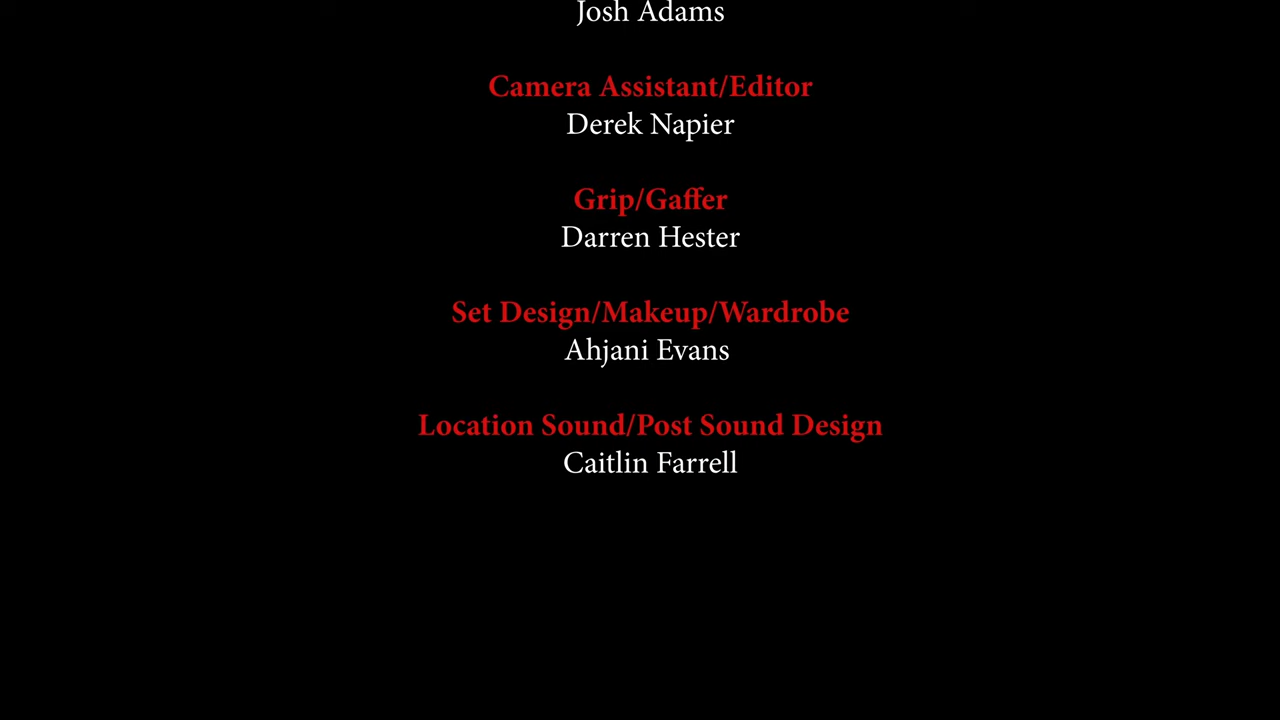 Josh Adams
Camera Assistant/Editor
Derek Napier
Grip/Gaffer
Darren Hester
Set Design/Makeup/Wardrobe
Ahjani Evans
Location Sound/Post Sound Design
Caitlin Farrell